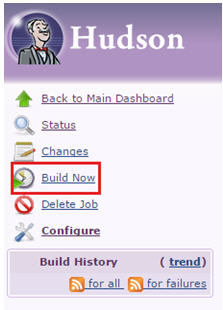 Hudson
Back to Main Dashboard
Status
Changes
Build Now
Delete Job
Configure
Build History (trend)
for all for failures